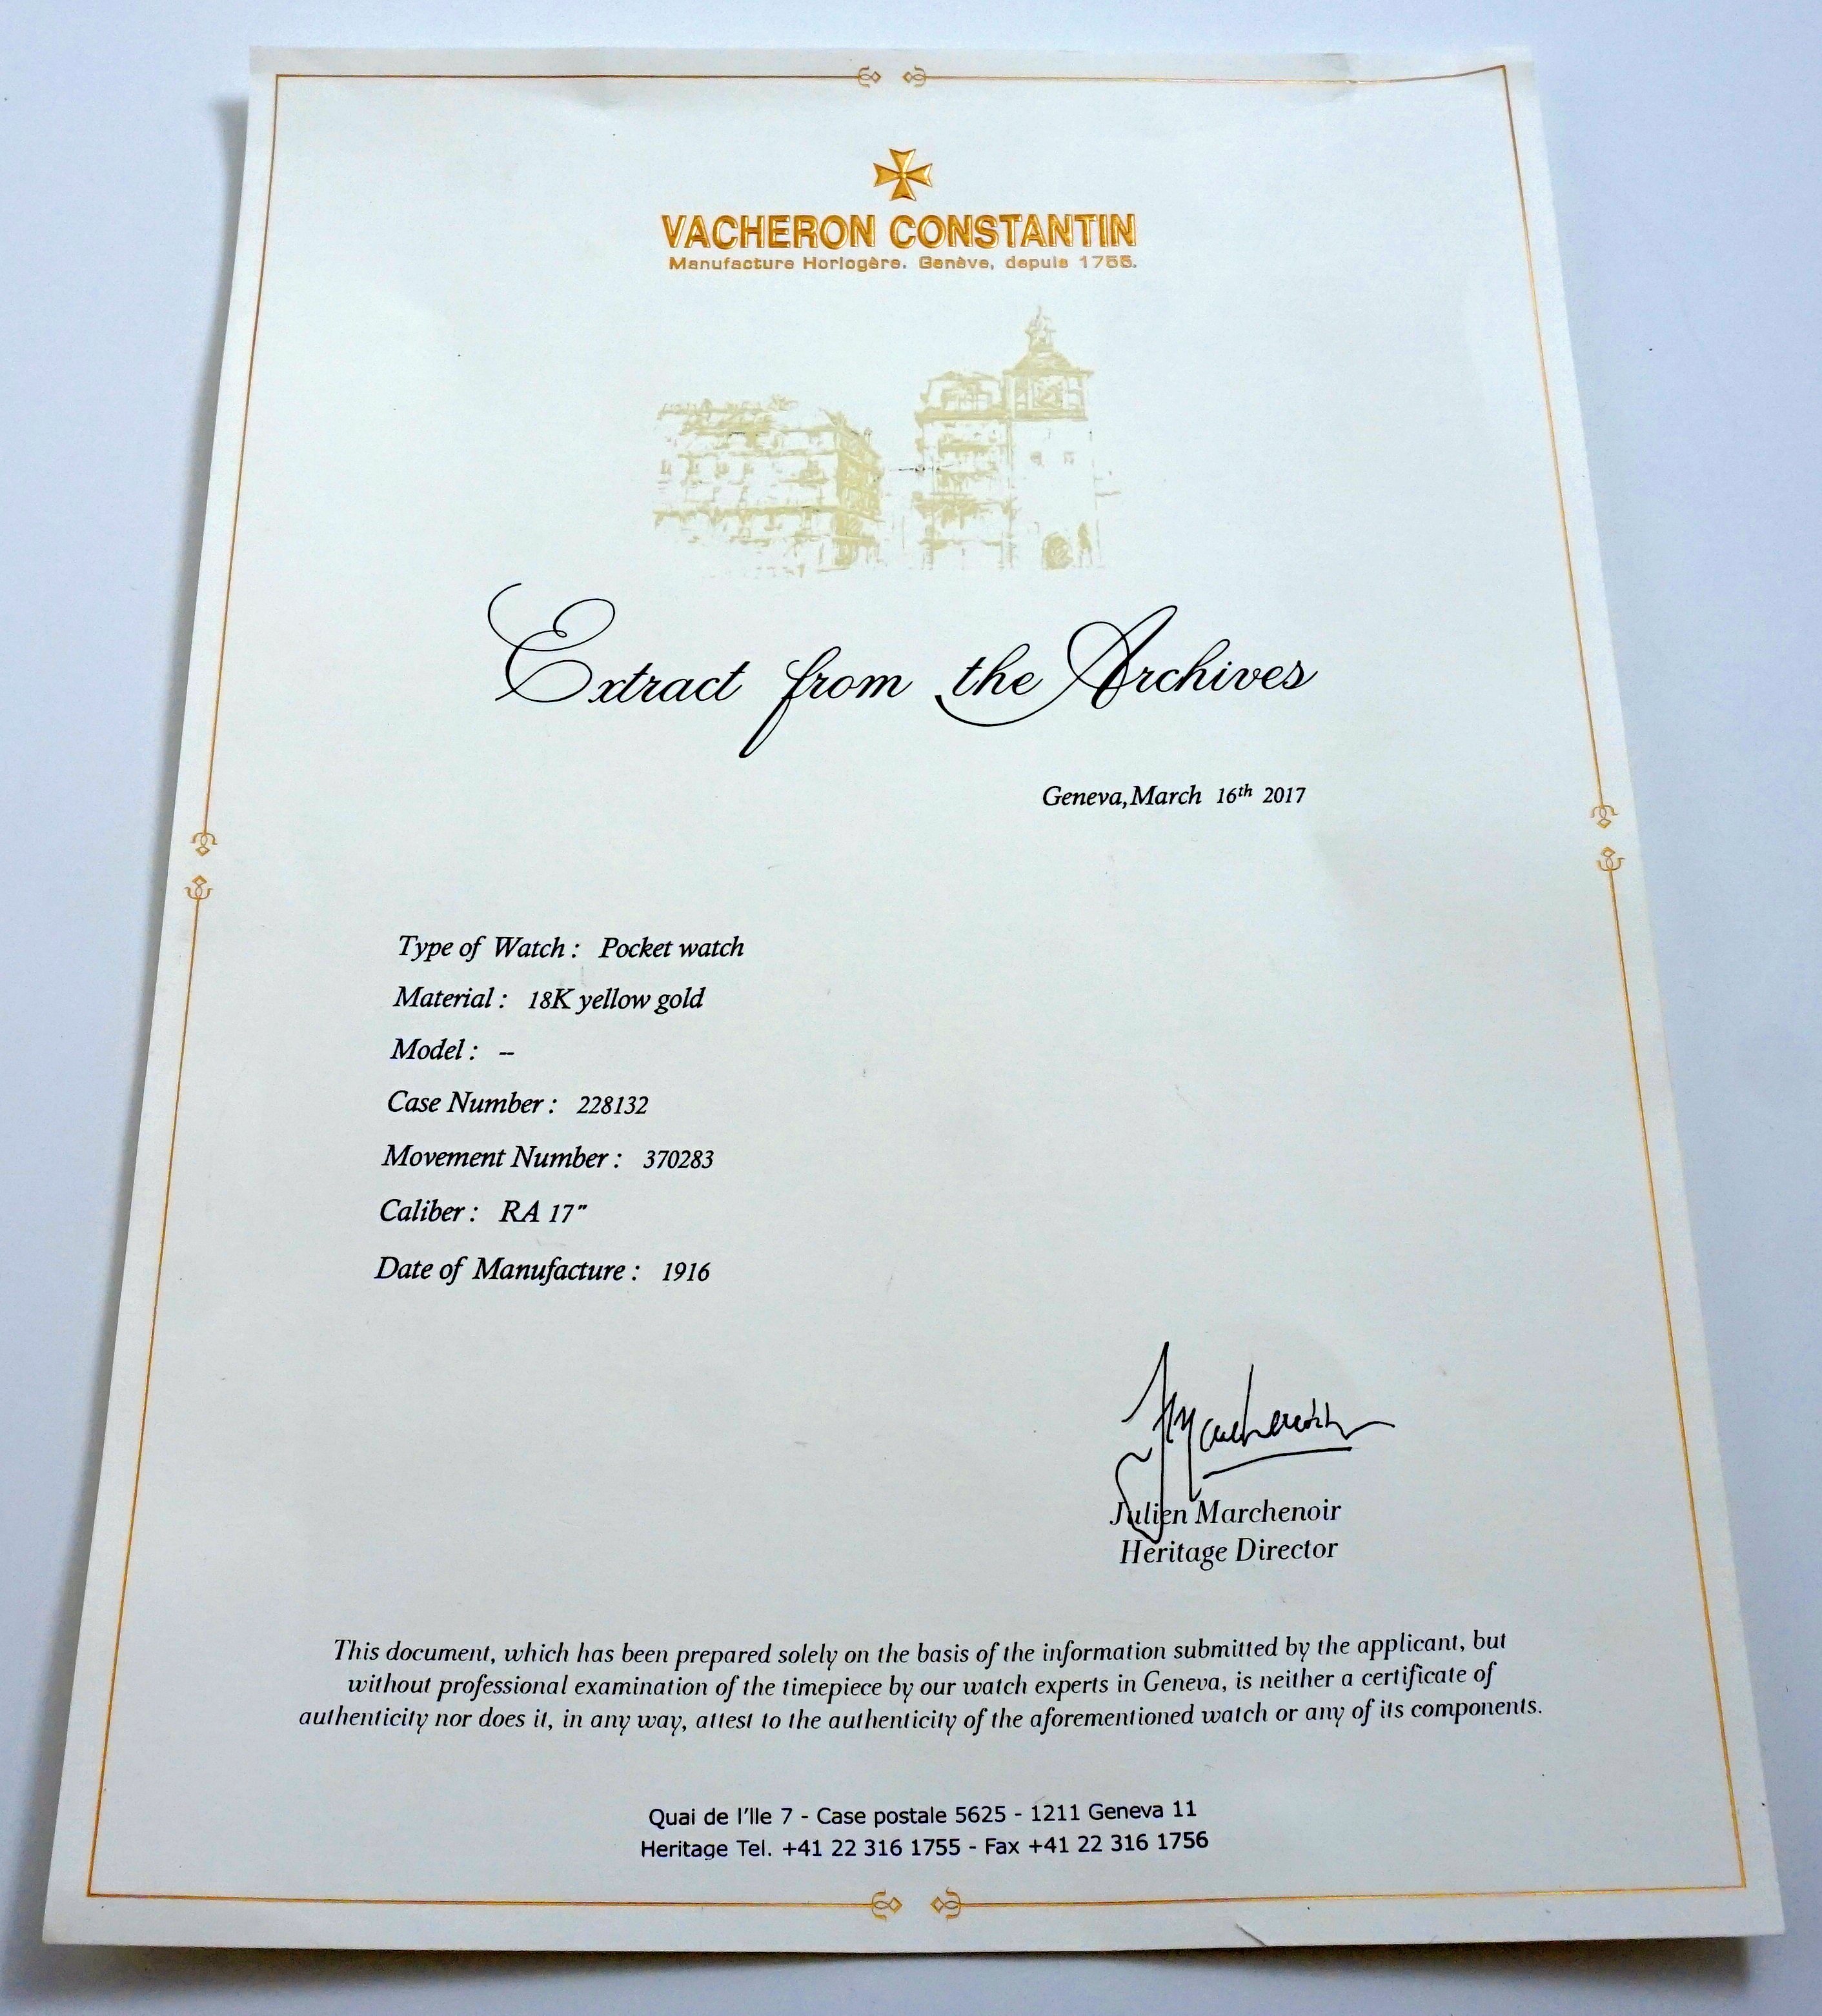 VACHERON CONSTANTIN
Manufacture Horlogère. Genève, depuis 1755.
Extract from the Archives
Geneva,March 16th 2017
Type of Watch : Pocket watch
Material : 18K yellow gold
Model : --
Case Number : 228132
Movement Number : 370283
Caliber : RA 17"
Date of Manufacture : 1916
Julien Marchenoir
Heritage Director
This document, which has been prepared solely on the basis of the information submitted by the applicant, but
without professional examination of the timepiece by our watch experts in Geneva, is neither a certificate of
authenticity nor does it, in any way, attest to the authenticity of the aforementioned watch or any of its components.
Quai de l'Ile 7 - Case postale 5625 - 1211 Geneva 11
Heritage Tel. +41 22 316 1755 - Fax +41 22 316 1756